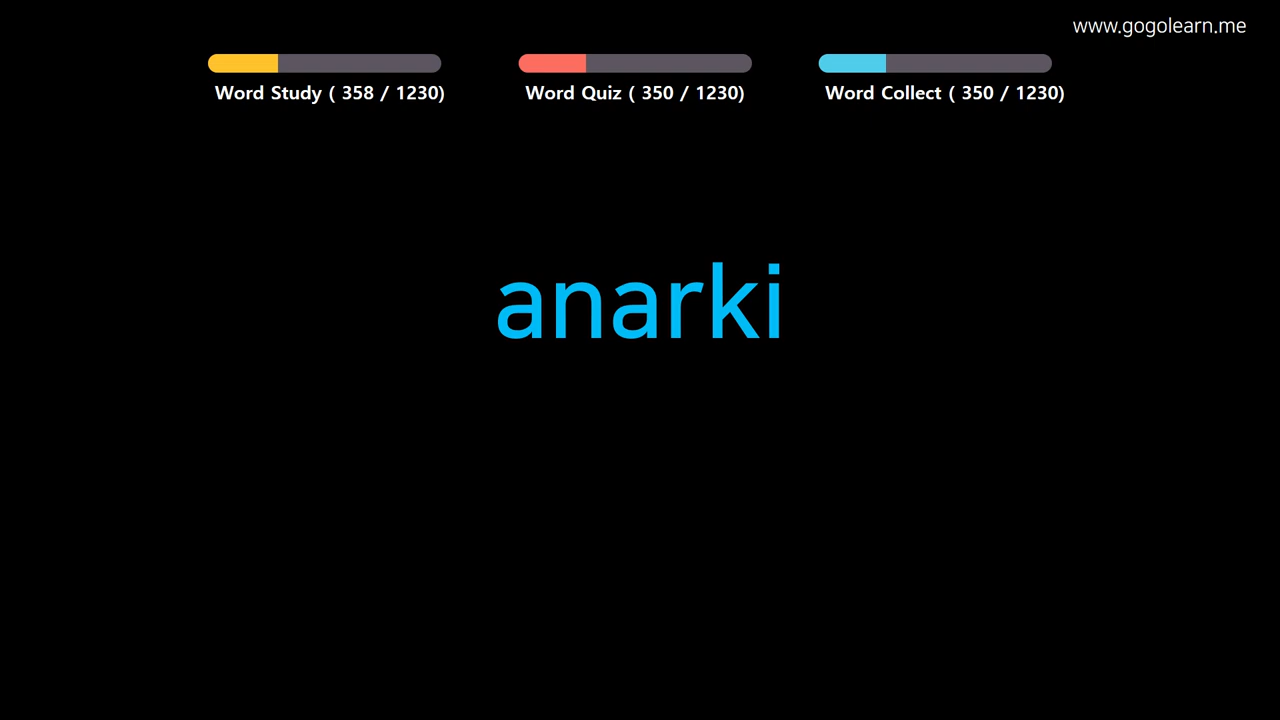 www.gogolearn.me
Word Study ( 358 / 1230)
Word Quiz ( 350 / 1230)
Word Collect ( 350 / 1230)
anarki